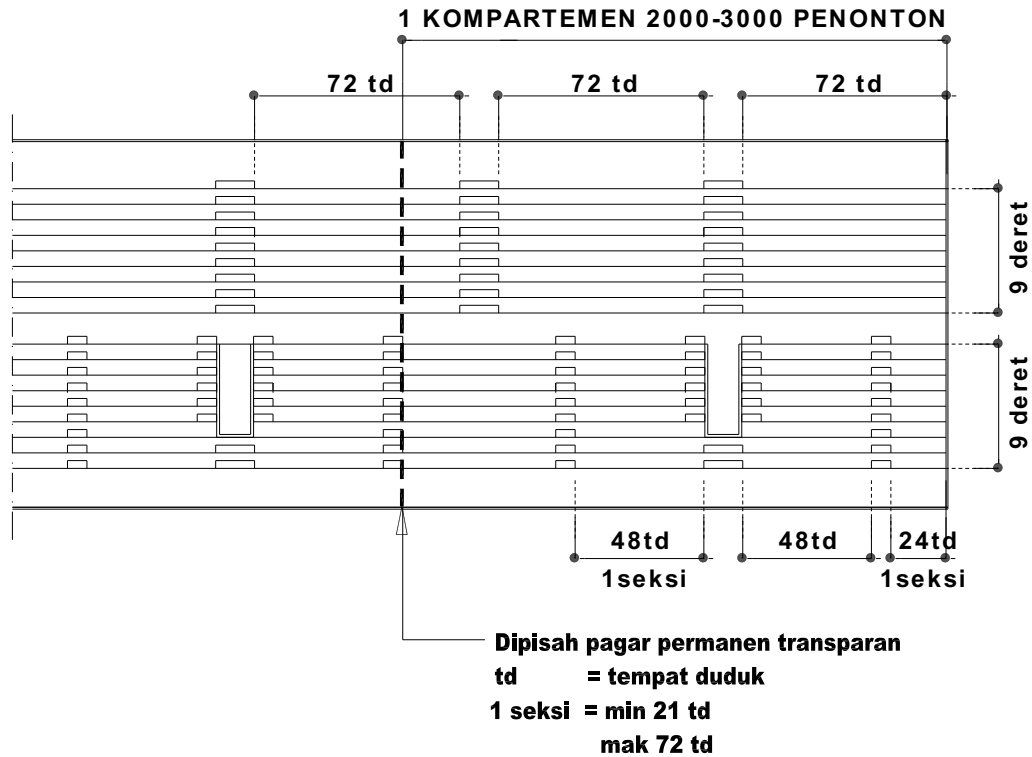 1 KOMPARTEMEN 2000-3000 PENONTON
72 td
72 td
72 td
9 deret
9 deret
48td
48td
24td
1seksi
1seksi
Dipisah pagar permanen transparan
td = tempat duduk
1 seksi = min 21 td
mak 72 td